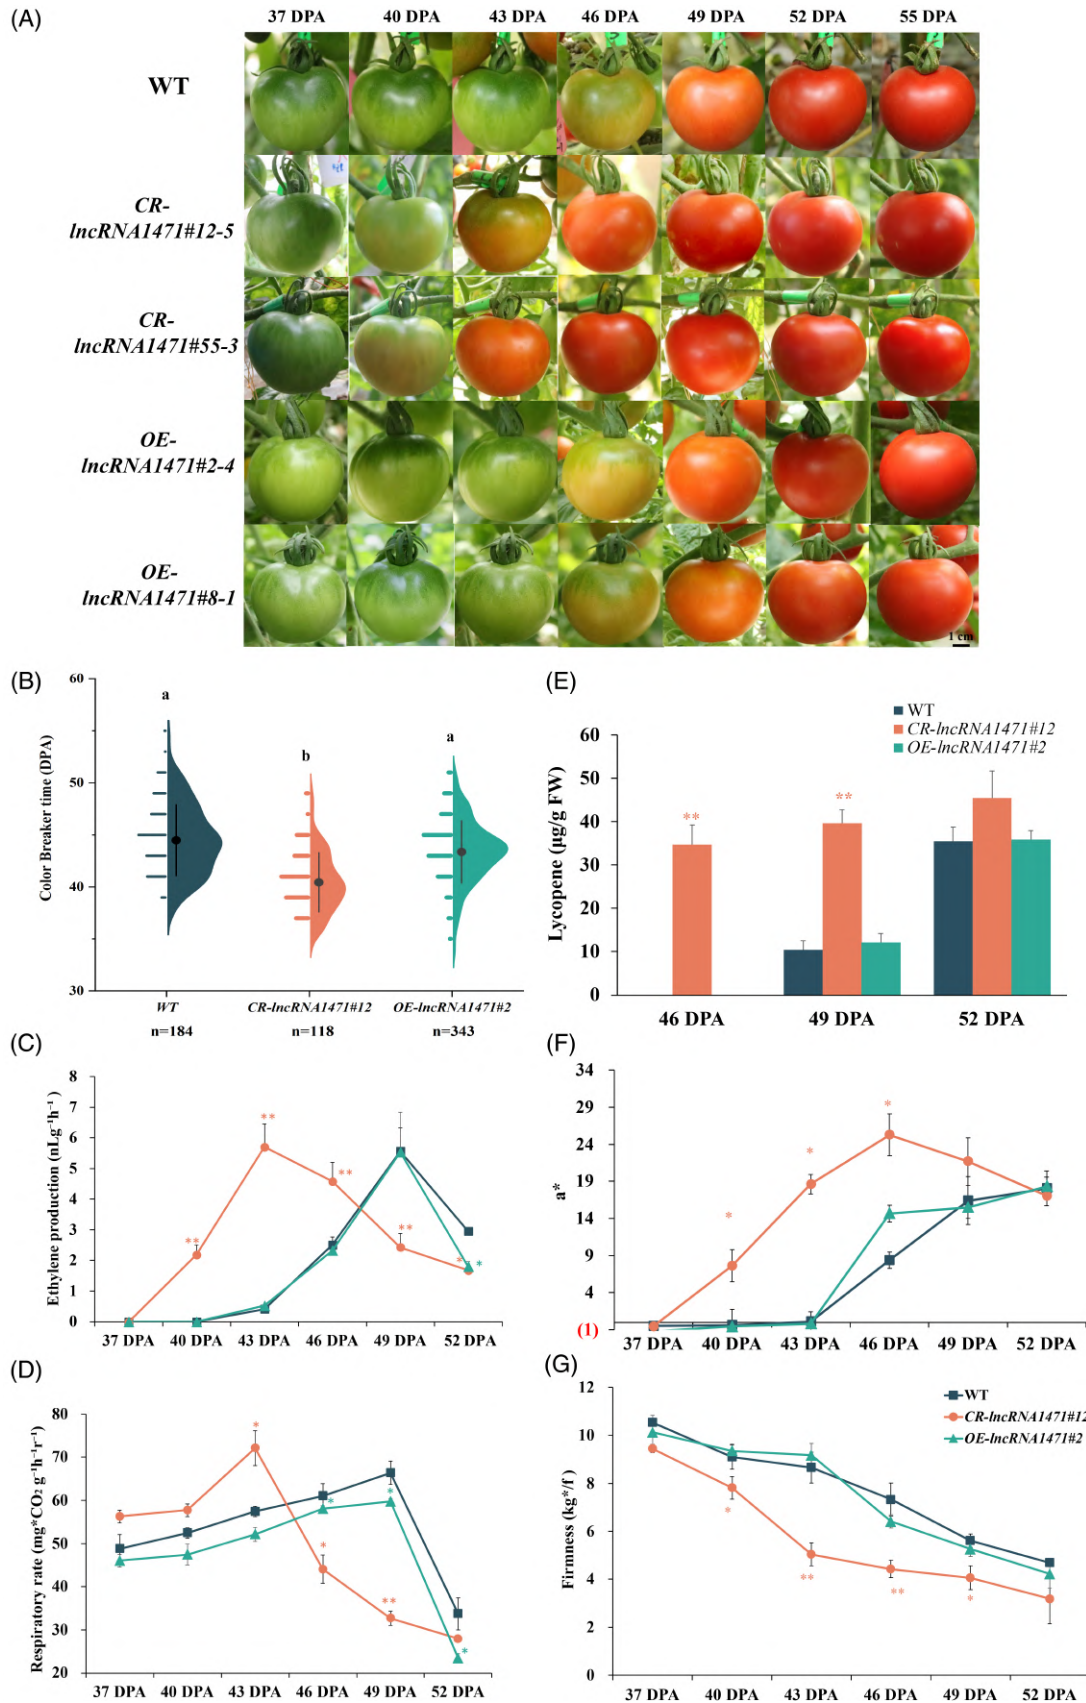 (A)
37 DPA 40 DPA 43 DPA 46 DPA 49 DPA 52 DPA 55 DPA
WT
CR-
lncRNA1471#12-5
CR-
lncRNA1471#55-3
OE-
lncRNA1471#2-4
OE-
lncRNA1471#8-1
1 cm
(B)
60
50
40
30
Color Breaker time (DPA)
a
b
a
WT CR-lncRNA1471#12 OE-lncRNA1471#2
n=184 n=118 n=343
(E)
WT
CR-lncRNA1471#12
OE-lncRNA1471#2
60
50
40
30
20
10
0
Lycopene (µg/g FW)
**
**
46 DPA 49 DPA 52 DPA
(C)
8
7
6
5
4
3
2
1
0
Ethylene production (nLg⁻¹h⁻¹)
**
**
**
**
*
*
37 DPA 40 DPA 43 DPA 46 DPA 49 DPA 52 DPA
(F)
34
29
24
19
14
9
4
(1)
a*
*
*
*
37 DPA 40 DPA 43 DPA 46 DPA 49 DPA 52 DPA
(D)
80
70
60
50
40
30
20
Respiratory rate (mg*CO₂ g⁻¹h⁻¹r⁻¹)
*
*
*
*
**
*
37 DPA 40 DPA 43 DPA 46 DPA 49 DPA 52 DPA
(G)
WT
CR-lncRNA1471#12
OE-lncRNA1471#2
12
10
8
6
4
2
0
Firmness (kg*/f)
*
**
**
*
37 DPA 40 DPA 43 DPA 46 DPA 49 DPA 52 DPA